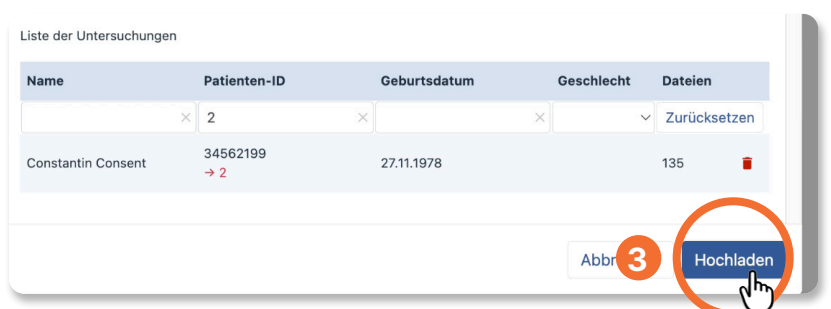 Liste der Untersuchungen
Name Patienten-ID Geburtsdatum Geschlecht Dateien
2 Zurücksetzen
Constantin Consent 34562199 27.11.1978 135
→ 2
Abbr 3 Hochladen